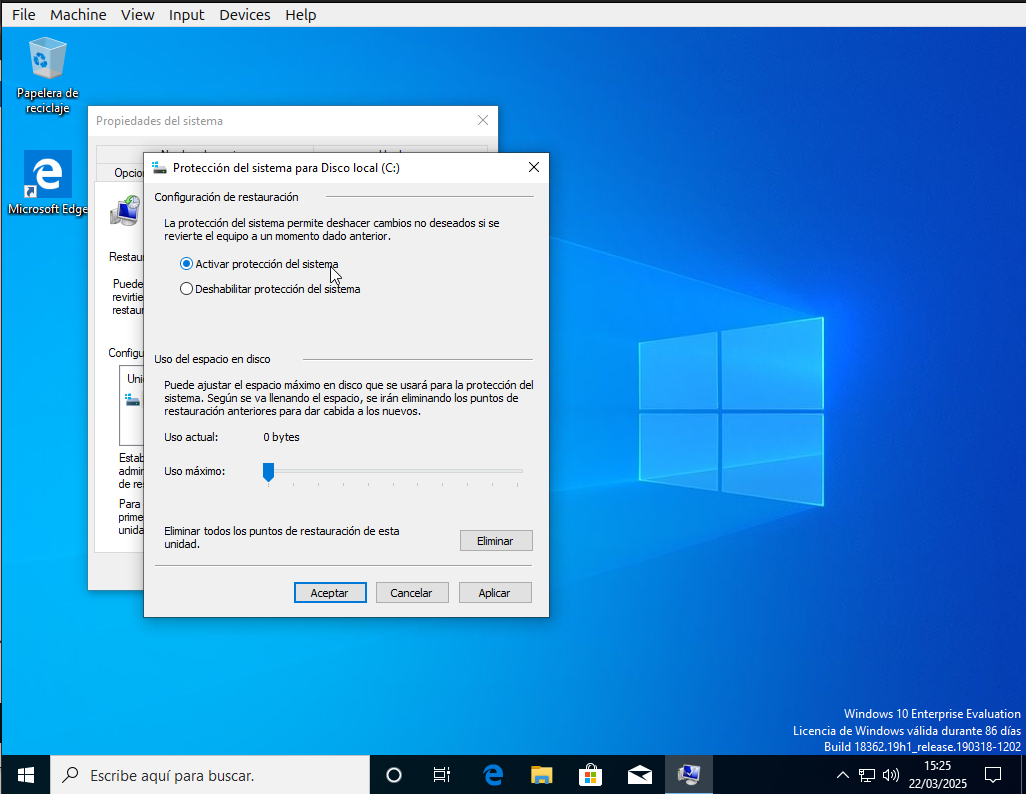 File Machine View Input Devices Help
Papelera de
reciclaje
Microsoft Edge
Propiedades del sistema
Opcio
Restau
Puede
revirtie
restau
Configu
Uni
Estab
admin
de re
Para
prime
unida
Protección del sistema para Disco local (C:)
Configuración de restauración
La protección del sistema permite deshacer cambios no deseados si se
revierte el equipo a un momento dado anterior.
Activar protección del sistema
Deshabilitar protección del sistema
Uso del espacio en disco
Puede ajustar el espacio máximo en disco que se usará para la protección del
sistema. Según se va llenando el espacio, se irán eliminando los puntos de
restauración anteriores para dar cabida a los nuevos.
Uso actual: 0 bytes
Uso máximo:
Eliminar todos los puntos de restauración de esta
unidad.
Eliminar
Aceptar Cancelar Aplicar
Windows 10 Enterprise Evaluation
Licencia de Windows válida durante 86 días
Build 18362.19h1_release.190318-1202
Escribe aquí para buscar.
15:25
22/03/2025